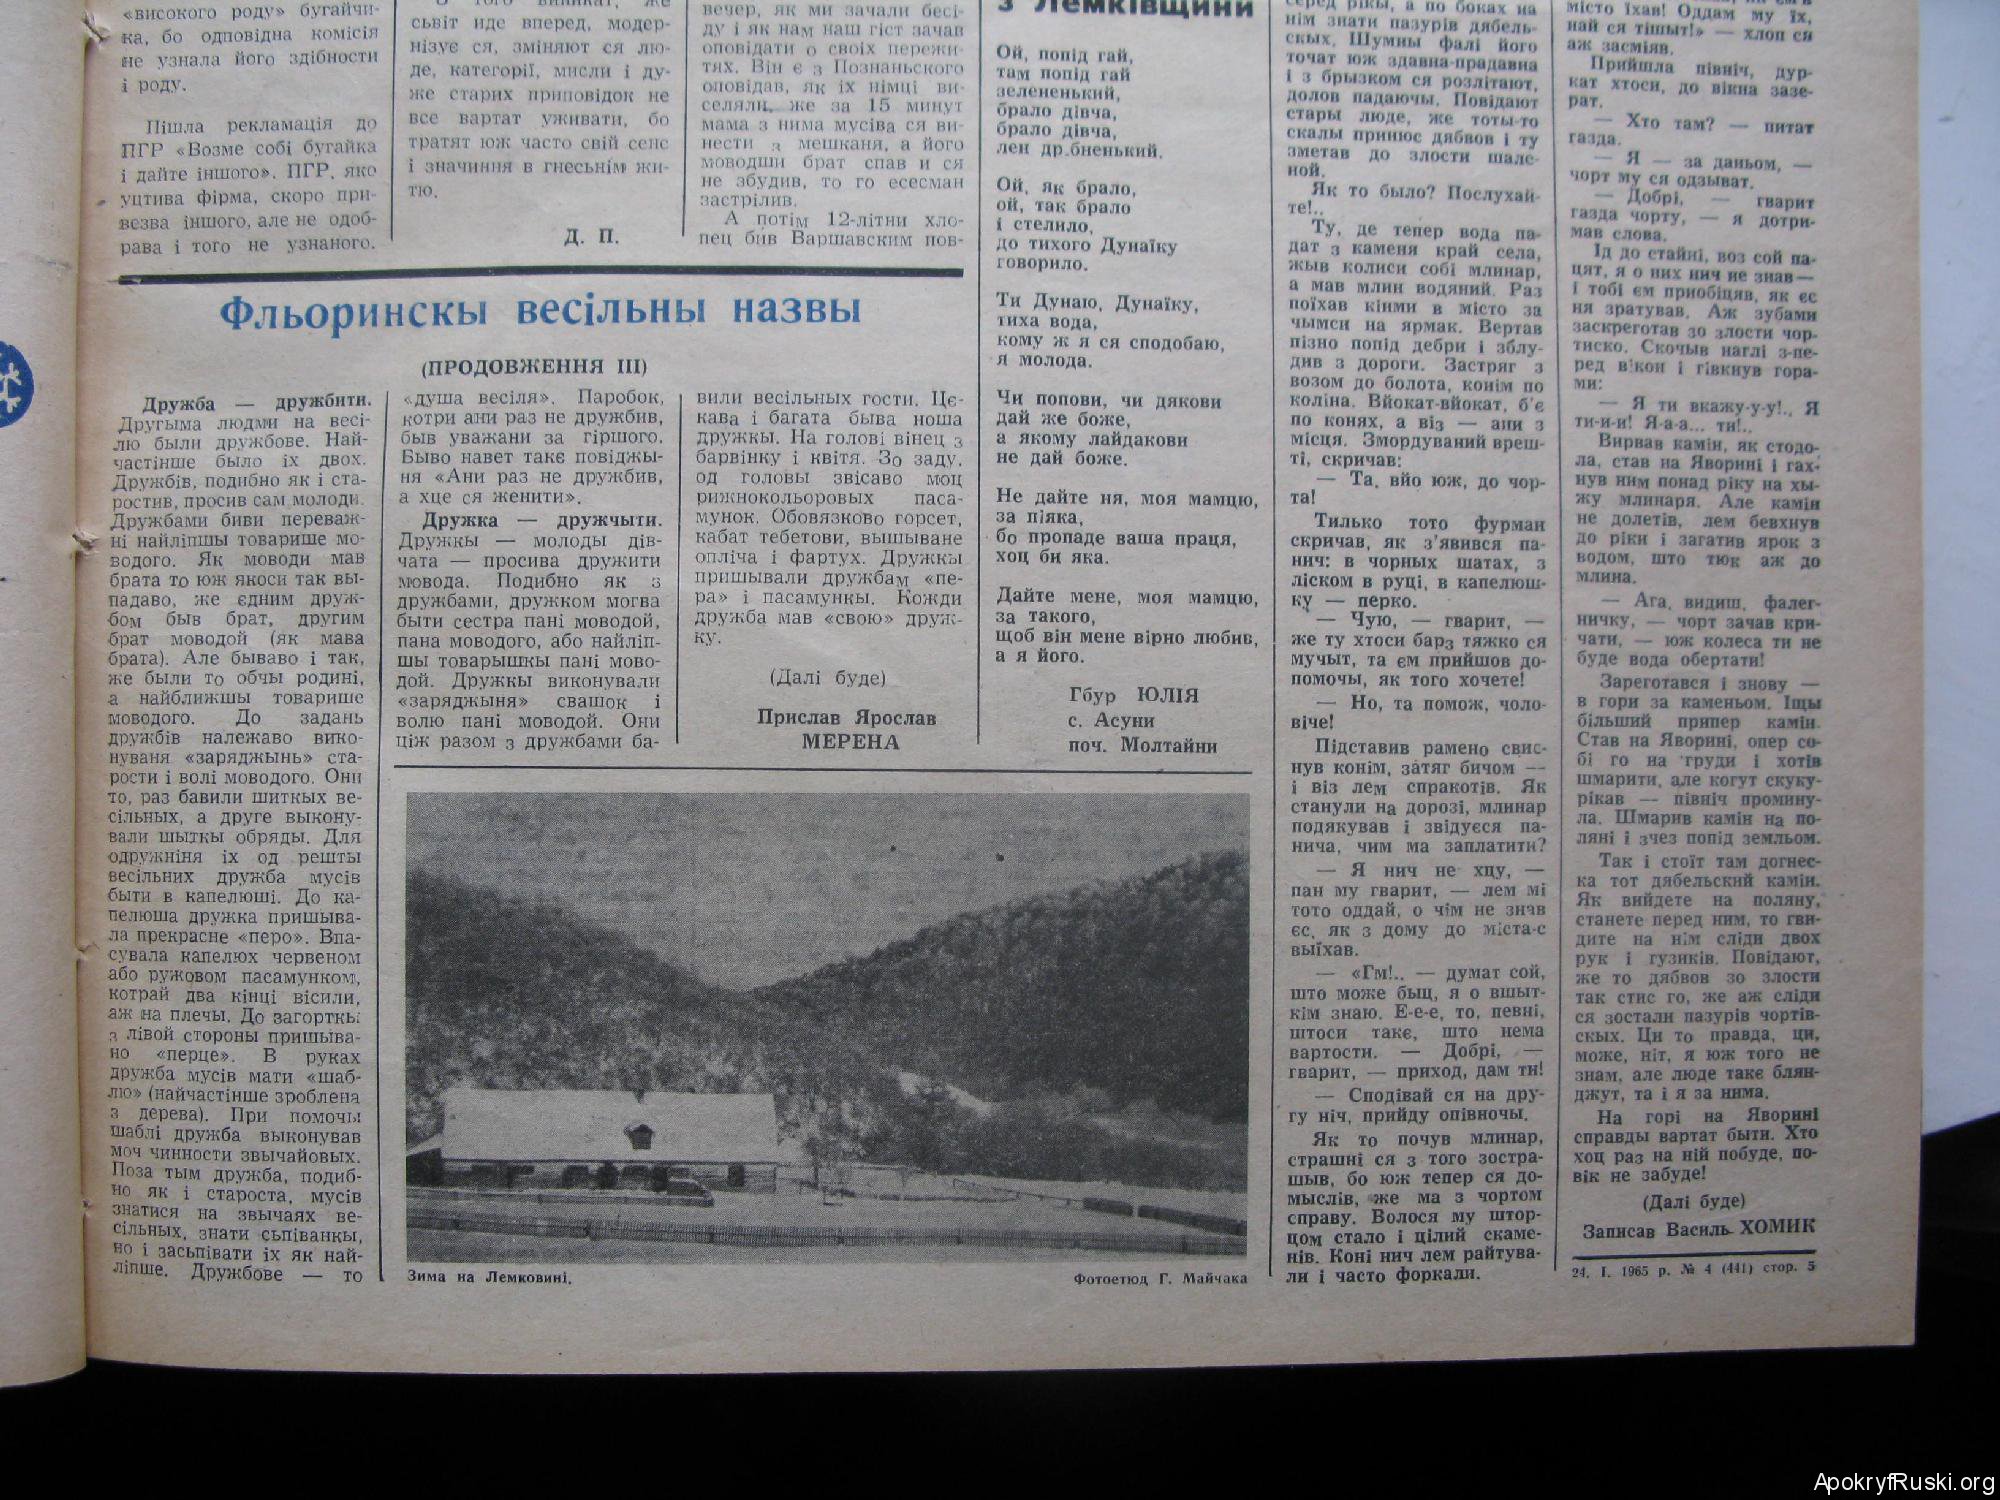 «високого роду» бугайчи-
ка, бо одповідна комісія
не узнала його здібности
і роду.
Пішла рекламація до
ПГР «Возме собі бугайка
і дайте іншого». ПГР, яко
уцтива фірма, скоро при-
везва іншого, але не одоб-
рава і того не узнаного.
сьвіт иде вперед, модер-
нізує ся, зміняют ся лю-
де, категорії, мисли і ду-
же старих приповідок не
все вартат уживати, бо
тратят юж часто свій сенс
і значиння в гнесьнім жи-
тю.
Д. П.
вечер, як ми зачали бесі-
ду і як нам наш гіст зачав
оповідати о своіх пережи-
тях. Він є з Познаньского
оповідав, як іх німці ви-
селяли, же за 15 минут
мама з нима мусіва ся ви-
нести з мешканя, а його
моводши брат спав и ся
не збудив, то го есесман
застрілив.
А потім 12-літни хло-
пец бив Варшавским пов-
Фльоринскы весільны назвы
(ПРОДОВЖЕННЯ III)
Дружба — дружбити.
Другыма людми на весі-
лю были дружбове. Най-
частінше было іх двох.
Дружбів, подибно як і ста-
ростив, просив сам молоди.
Дружбами биви переваж-
ні найліпшы товарише мо-
водого. Як моводи мав
брата то юж якоси так вы-
падаво, же єдним друж-
бом быв брат, другим
брат моводой (як мава
брата). Але бываво і так,
же были то обчы родині,
а найближшы товарише
моводого. До задань
дружбів належаво вико-
нуваня «заряджынь» ста-
рости і волі моводого. Они
то, раз бавили шиткых ве-
сільных, а друге выкону-
вали шыткы обряды. Для
одружніня іх од решты
весільних дружба мусів
быти в капелюші. До ка-
пелюша дружка пришыва-
ла прекрасне «перо». Впа-
сувала капелюх червеном
або ружовом пасамунком,
котрай два кінці вісили,
аж на плечы. До загорткы
з лівой стороны пришыва-
но «перце». В руках
дружба мусів мати «шаб-
лю» (найчастінше зроблена
з дерева). При помочы
шаблі дружба выконував
моч чинности звычайовых.
Поза тым дружба, подиб-
но як і староста, мусів
знатися на звычаях ве-
сільных, знати сьпіванкы,
но і засьпівати іх як най-
ліпше. Дружбове — то
«душа весіля». Паробок,
котри ани раз не дружбив,
быв уважани за гіршого.
Быво навет такє повіджы-
ня «Ани раз не дружбив,
а хце ся женити».
Дружка — дружчыти.
Дружкы — молоды дів-
чата — просива дружити
мовода. Подибно як з
дружбами, дружком могва
быти сестра пані моводой,
пана моводого, або найліп-
шы товарышкы пані мово-
дой. Дружкы виконували
«заряджыня» свашок і
волю пані моводой. Они
ціж разом з дружбами ба-
вили весільных гости. Цє-
кава і багата быва ноша
дружкы. На голові вінец з
барвінку і квітя. Зо заду,
од головы звісаво моц
рижнокольоровых паса-
мунок. Обовязково горсет,
кабат тебетови, вышыване
опліча і фартух. Дружкы
пришывали дружбам «пе-
ра» і пасамункы. Кожди
дружба мав «свою» друж-
ку.
(Далі буде)
Прислав Ярослав
МЕРЕНА
з Лемківщини
Ой, попід гай,
там попід гай
зелененький,
брало дівча,
брало дівча,
лен др.бненький.
Ой, як брало,
ой, так брало
і стелило,
до тихого Дунаїку
говорило.
Ти Дунаю, Дунаїку,
тиха вода,
кому ж я ся сподобаю,
я молода.
Чи попови, чи дякови
дай же боже,
а якому лайдакови
не дай боже.
Не дайте ня, моя мамцю,
за піяка,
бо пропаде ваша праця,
хоц би яка.
Дайте мене, моя мамцю,
за такого,
щоб він мене вірно любив,
а я його.
Гбур ЮЛІЯ
с. Асуни
поч. Молтайни
Зима на Лемковині.
Фотоетюд Г. Майчака
серед рікы, а по боках на
нім знати пазурів дябель-
скых. Шумны фалі його
точат юж здавна-прадавна
і з брызком ся розлітают,
долов падаючы. Повідают
стары люде, же тоты-то
скалы принюс дябвов і ту
зметав до злости шале-
ной.
Як то было? Послухай-
те!..
Ту, де тепер вода па-
дат з каменя край села,
жыв колиси собі млинар,
а мав млин водяний. Раз
поїхав кіими в місто за
чымси на ярмак. Вертав
пізно попід дебри і зблу-
див з дороги. Застряг з
возом до болота, конім по
коліна. Вйокат-вйокат, б'є
по конях, а віз — ани з
місця. Змордуваний вреш-
ті, скричав:
— Та, вйо юж, до чор-
та!
Тилько тото фурман
скричав, як з'явився па-
нич: в чорных шатах, з
ліском в руці, в капелюш-
ку — перко.
— Чую, — гварит, —
же ту хтоси барз тяжко ся
мучыт, та єм прийшов до-
помочы, як того хочете!
— Но, та помож, чоло-
віче!
Підставив рамено свис-
нув конім, затяг бичом —
і віз лем спракотів. Як
станули на дорозі, млинар
подякував і звідуєся па-
нича, чим ма заплатити?
— Я нич не хцу, —
пан му гварит, — лем мі
тото оддай, о чім не знав
єс, як з дому до міста-с
выїхав.
— «Гм!.. — думат сой,
што може быц, я о вшыт-
кім знаю. Е-е-е, то, певні,
штоси такє, што нема
вартости. — Добрі, —
гварит, — приход, дам ти!
— Сподівай ся на дру-
гу ніч, прийду опівночы.
Як то почув млинар,
страшні ся з того зостра-
шыв, бо юж тепер ся до-
мыслів, же ма з чортом
справу. Волося му штор-
цом стало і цілий скаме-
нів. Коні нич лем райтува-
ли і часто форкали.
місто їхав! Оддам му їх,
най ся тішыт!» — хлоп ся
аж засміяв.
Прийшла північ, дур-
кат хтоси, до вікна зазе-
рат.
— Хто там? — питат
газда.
— Я — за даньом, —
чорт му ся одзыват.
— Добрі, — гварит
газда чорту, — я дотри-
мав слова.
Ід до стайні, воз сой па-
цят, я о них нич не знав —
і тобі єм приобіцяв, як єс
ня зратував. Аж зубами
заскреготав зо злости чор-
тиско. Скочыв наглі з-пе-
ред в'кон і гівкнув гора-
ми:
— Я ти вкажу-у-у!.. Я
ти-и-и! Я-а-а... ти!..
Вирвав камін, як стодо-
ла, став на Яворині і гах-
нув ним понад ріку на хы-
жу млинаря. Але камін
не долетів, лем бевхнув
до ріки і загатив ярок з
водом, што тюк аж до
млина.
— Ага, видиш, фалег-
ничку, — чорт зачав кри-
чати, — юж колеса ти не
буде вода обертати!
Зареготався і знову —
в гори за каменьом. Іщы
більший припер камін.
Став на Яворині, опер со-
бі го на груди і хотів
шмарити, але когут скуку-
рікав — північ промину-
ла. Шмарив камін на по-
ляні і зчез попід земльом.
Так і стоїт там догнес-
ка тот дябельский камін.
Як вийдете на поляну,
станете перед ним, то гви-
дите на нім сліди двох
рук і гузиків. Повідают,
же то дябвов зо злости
так стис го, же аж сліди
ся зостали пазурів чортів-
скых. Ци то правда, ци,
може, ніт, я юж того не
знам, але люде такє блян-
джут, та і я за нима.
На горі на Яворині
справды вартат быти. Хто
хоц раз на ній побуде, по-
вік не забуде!
(Далі буде)
Записав Василь ХОМИК
24. I. 1965 р. № 4 (441) стор. 5
ApokryfRuski.org